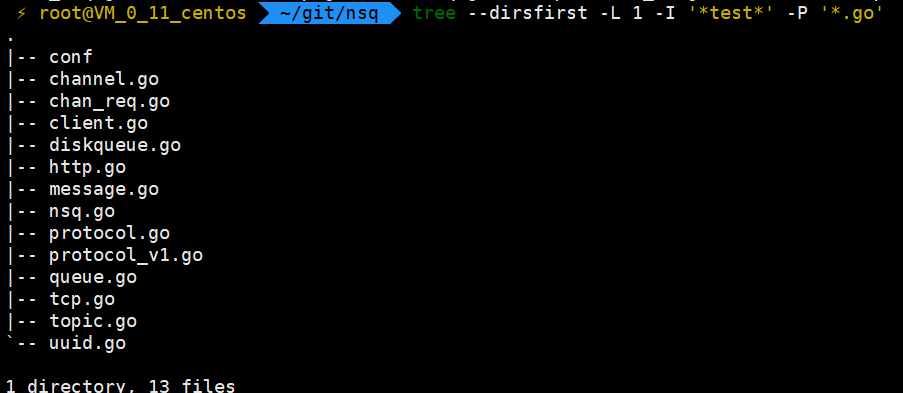 ⚡ root@VM_0_11_centos ~/git/nsq tree --dirsfirst -L 1 -I '*test*' -P '*.go'
.
|-- conf
|-- channel.go
|-- chan_req.go
|-- client.go
|-- diskqueue.go
|-- http.go
|-- message.go
|-- nsq.go
|-- protocol.go
|-- protocol_v1.go
|-- queue.go
|-- tcp.go
|-- topic.go
`-- uuid.go
1 directory, 13 files